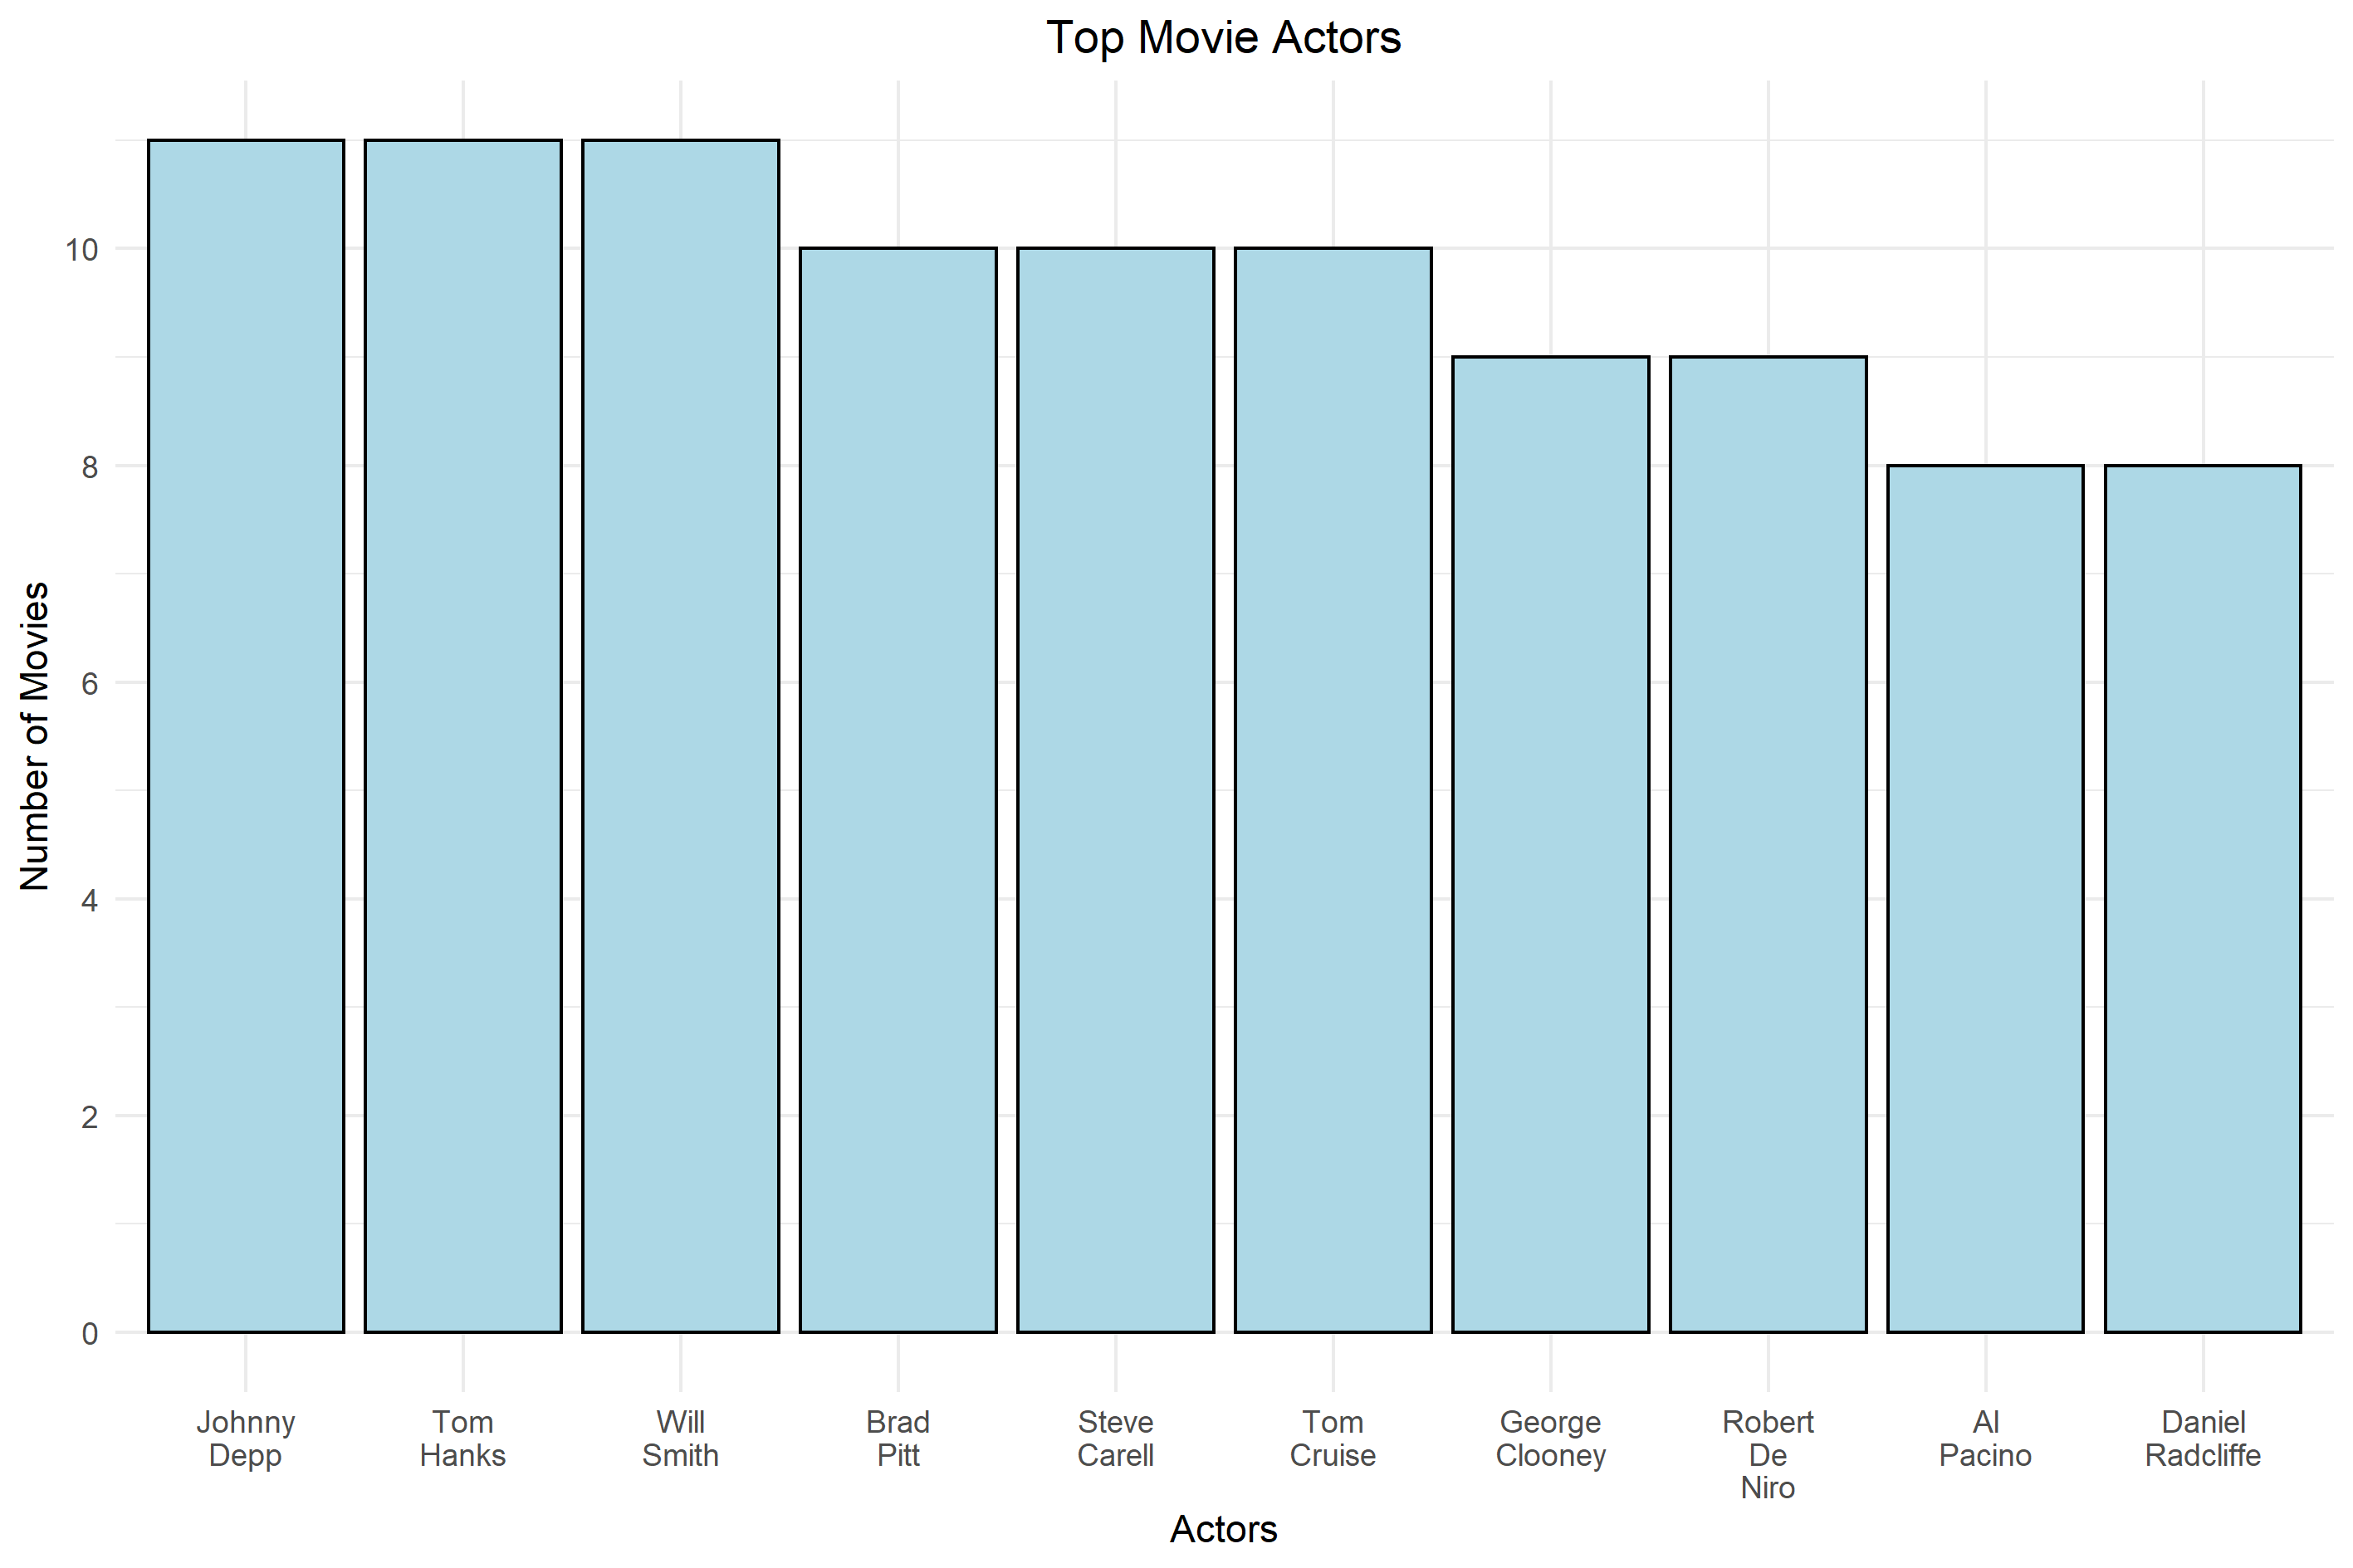 Top Movie Actors
Number of Movies
10
8
6
4
2
0
Johnny
Depp
Tom
Hanks
Will
Smith
Brad
Pitt
Steve
Carell
Tom
Cruise
George
Clooney
Robert
De
Niro
Al
Pacino
Daniel
Radcliffe
Actors